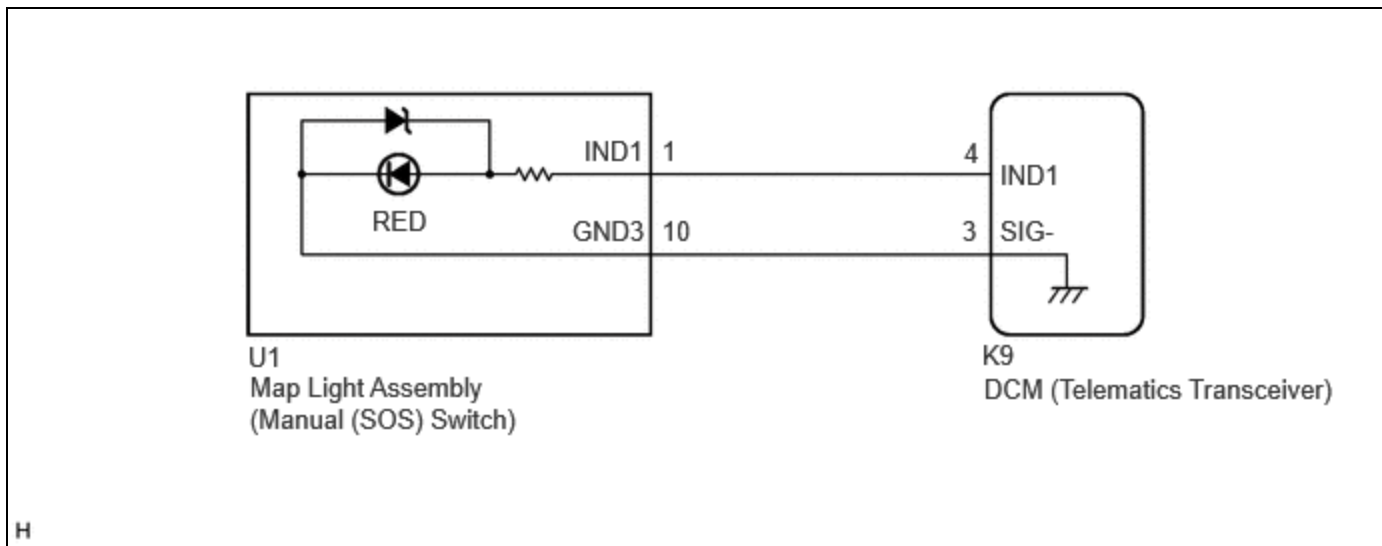 IND1 1 4 IND1
RED
GND3 10 3 SIG-
U1
Map Light Assembly
(Manual (SOS) Switch)
K9
DCM (Telematics Transceiver)
H